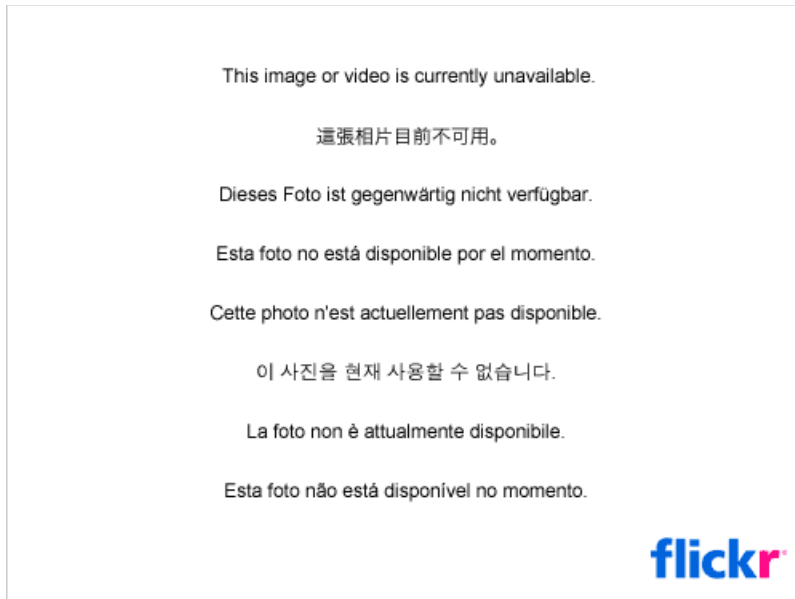 This image or video is currently unavailable.
這張相片目前不可用。
Dieses Foto ist gegenwärtig nicht verfügbar.
Esta foto no está disponible por el momento.
Cette photo n'est actuellement pas disponible.
이 사진을 현재 사용할 수 없습니다.
La foto non è attualmente disponibile.
Esta foto não está disponível no momento.
flickr